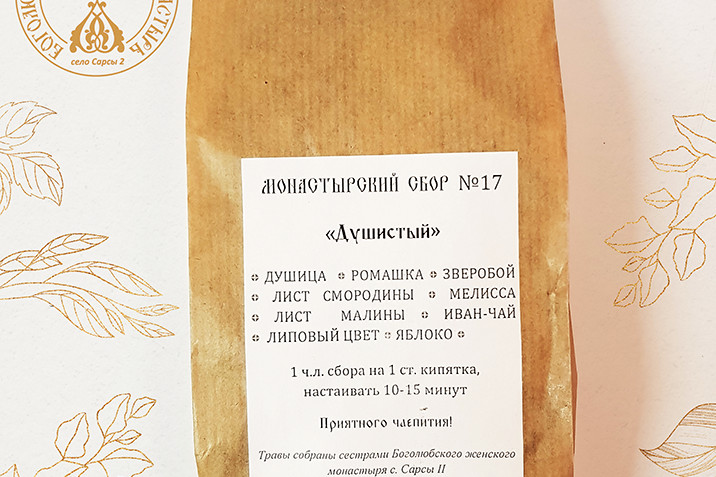 село Сарсы 2
МОНАСТЫРСКИЙ СБОР №17
«Душистый»
ДУШИЦА РОМАШКА ЗВЕРОБОЙ
ЛИСТ СМОРОДИНЫ МЕЛИССА
ЛИСТ МАЛИНЫ ИВАН-ЧАЙ
ЛИПОВЫЙ ЦВЕТ ЯБЛОКО
1 ч.л. сбора на 1 ст. кипятка,
настаивать 10-15 минут
Приятного чаепития!
Травы собраны сестрами Боголюбского женского
монастыря с. Сарсы II